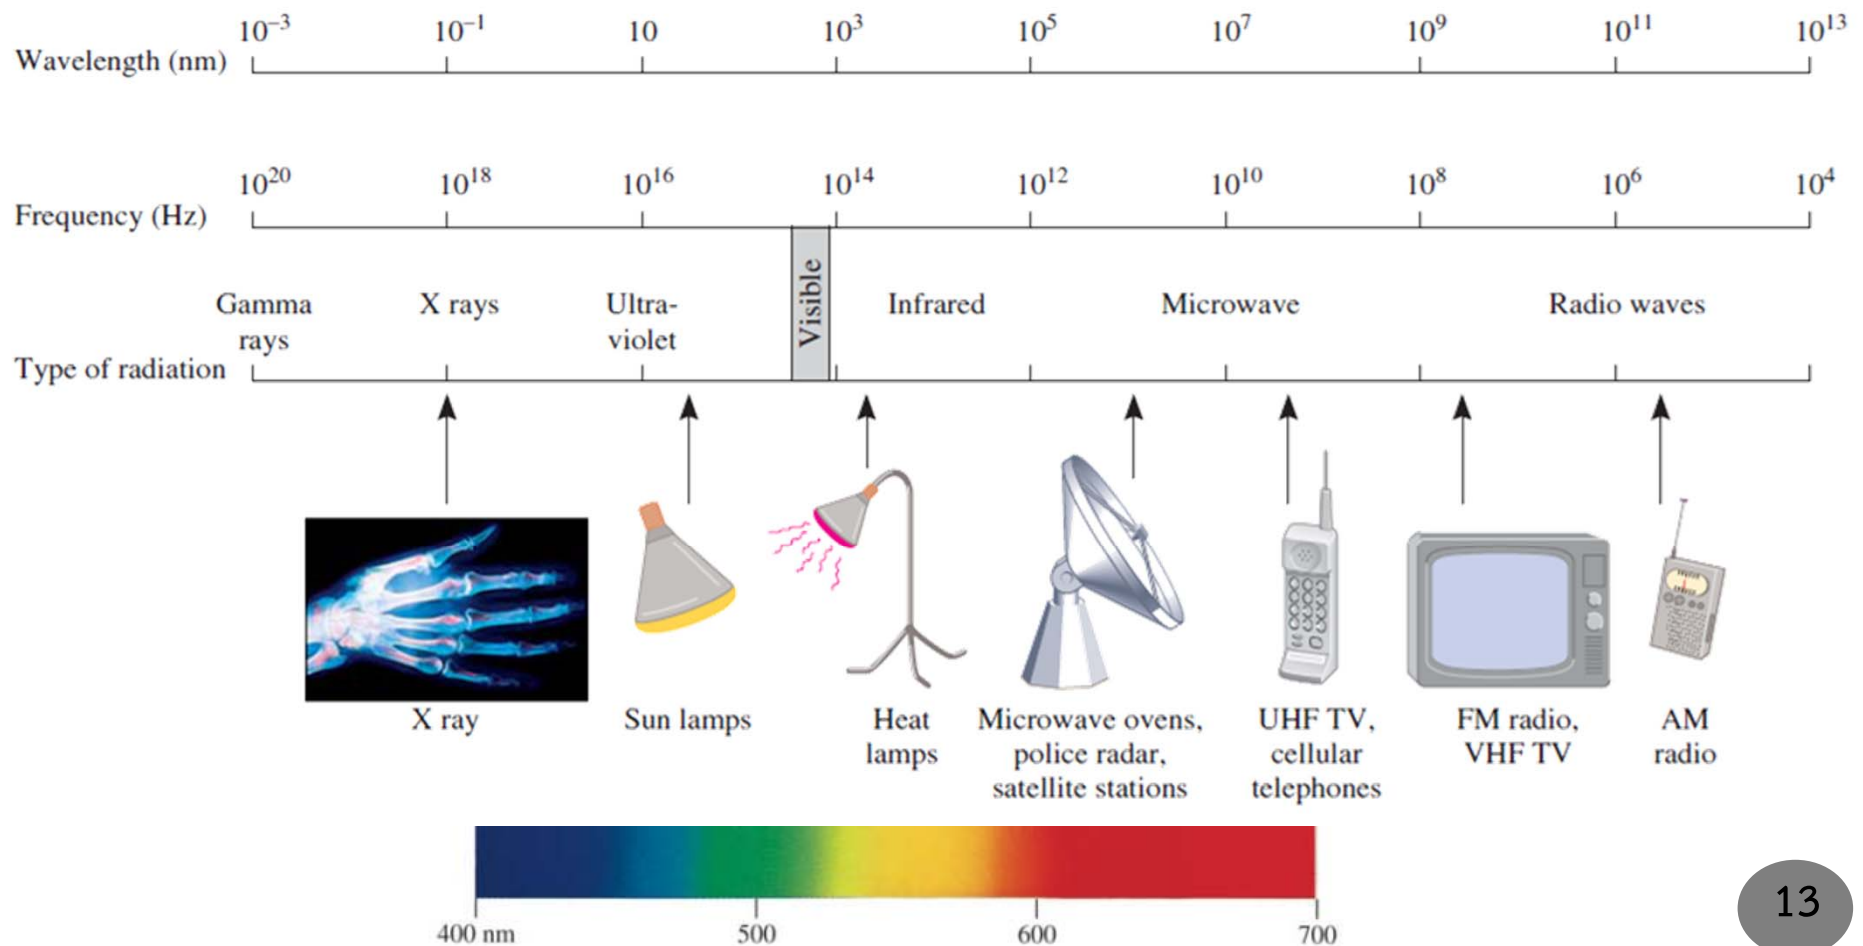 10⁻³ 10⁻¹ 10 10³ 10⁵ 10⁷ 10⁹ 10¹¹ 10¹³
Wavelength (nm)
10²⁰ 10¹⁸ 10¹⁶ 10¹⁴ 10¹² 10¹⁰ 10⁸ 10⁶ 10⁴
Frequency (Hz)
Gamma
rays
X rays
Ultra-
violet
Visible
Infrared
Microwave
Radio waves
Type of radiation
X ray
Sun lamps
Heat
lamps
Microwave ovens,
police radar,
satellite stations
UHF TV,
cellular
telephones
FM radio,
VHF TV
AM
radio
400 nm 500 600 700
13